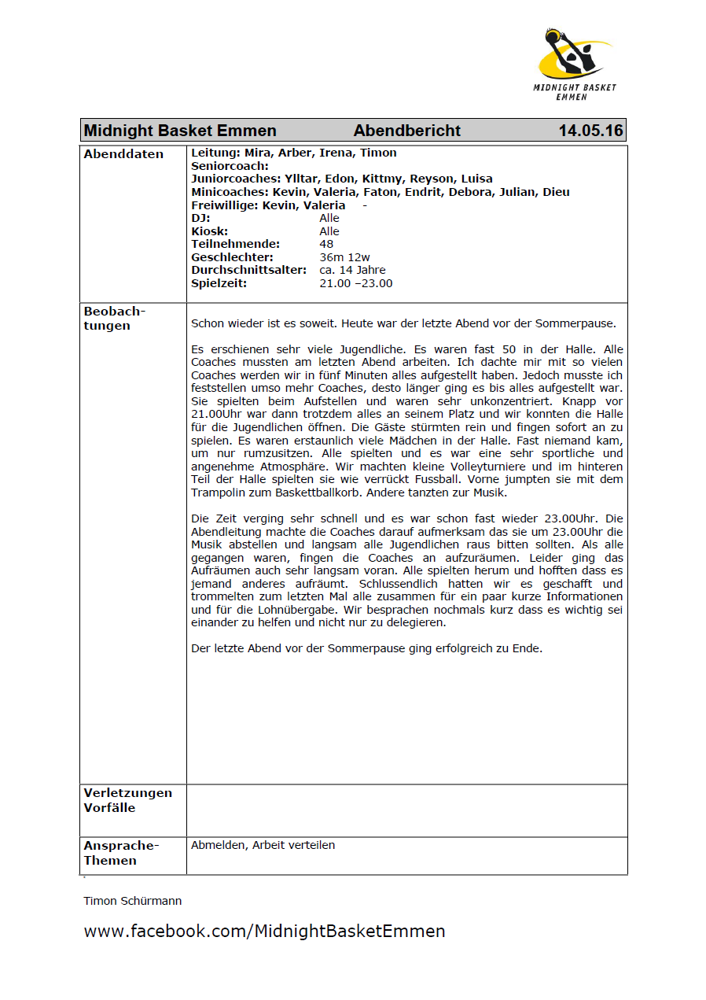 MIDNIGHT BASKET
EMMEN
Midnight Basket Emmen Abendbericht 14.05.16
Abenddaten
Leitung: Mira, Arber, Irena, Timon
Seniorcoach:
Juniorcoaches: Ylltar, Edon, Kittmy, Reyson, Luisa
Minicoaches: Kevin, Valeria, Faton, Endrit, Debora, Julian, Dieu
Freiwillige: Kevin, Valeria -
DJ: Alle
Kiosk: Alle
Teilnehmende: 48
Geschlechter: 36m 12w
Durchschnittsalter: ca. 14 Jahre
Spielzeit: 21.00 –23.00
Beobach-
tungen
Schon wieder ist es soweit. Heute war der letzte Abend vor der Sommerpause.
Es erschienen sehr viele Jugendliche. Es waren fast 50 in der Halle. Alle
Coaches mussten am letzten Abend arbeiten. Ich dachte mir mit so vielen
Coaches werden wir in fünf Minuten alles aufgestellt haben. Jedoch musste ich
feststellen umso mehr Coaches, desto länger ging es bis alles aufgestellt war.
Sie spielten beim Aufstellen und waren sehr unkonzentriert. Knapp vor
21.00Uhr war dann trotzdem alles an seinem Platz und wir konnten die Halle
für die Jugendlichen öffnen. Die Gäste stürmten rein und fingen sofort an zu
spielen. Es waren erstaunlich viele Mädchen in der Halle. Fast niemand kam,
um nur rumzusitzen. Alle spielten und es war eine sehr sportliche und
angenehme Atmosphäre. Wir machten kleine Volleyturniere und im hinteren
Teil der Halle spielten sie wie verrückt Fussball. Vorne jumpten sie mit dem
Trampolin zum Baskettballkorb. Andere tanzten zur Musik.
Die Zeit verging sehr schnell und es war schon fast wieder 23.00Uhr. Die
Abendleitung machte die Coaches darauf aufmerksam das sie um 23.00Uhr die
Musik abstellen und langsam alle Jugendlichen raus bitten sollten. Als alle
gegangen waren, fingen die Coaches an aufzuräumen. Leider ging das
Aufräumen auch sehr langsam voran. Alle spielten herum und hofften dass es
jemand anderes aufräumt. Schlussendlich hatten wir es geschafft und
trommelten zum letzten Mal alle zusammen für ein paar kurze Informationen
und für die Lohnübergabe. Wir besprachen nochmals kurz dass es wichtig sei
einander zu helfen und nicht nur zu delegieren.
Der letzte Abend vor der Sommerpause ging erfolgreich zu Ende.
Verletzungen
Vorfälle
Ansprache-
Themen
Abmelden, Arbeit verteilen
Timon Schürmann
www.facebook.com/MidnightBasketEmmen